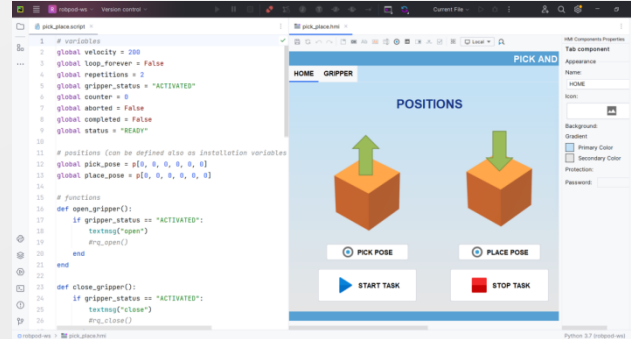 robpod-ws
Version control
Current File
pick_place.script
pick_place.hmi
HMI Components Properties
1 # variables
2 global velocity = 200
3 global loop_forever = False
4 global repetitions = 2
5 global gripper_status = "ACTIVATED"
6 global counter = 0
7 global aborted = False
8 global completed = False
9 global status = "READY"
10
11 # positions (can be defined also as installation variables
12 global pick_pose = p[0, 0, 0, 0, 0, 0]
13 global place_pose = p[0, 0, 0, 0, 0, 0]
14
15 # functions
16 def open_gripper():
17 if gripper_status == "ACTIVATED":
18 textmsg("open")
19 #rq_open()
20 end
21 end
22
23 def close_gripper():
24 if gripper_status == "ACTIVATED":
25 textmsg("close")
26 #rq_close()
Local
PICK AND
HOME GRIPPER
POSITIONS
PICK POSE
PLACE POSE
START TASK
STOP TASK
Tab component
Appearance
Name:
HOME
Icon:
Background:
Gradient
Primary Color
Secondary Color
Protection:
Password:
robpod-ws > pick_place.hmi
Python 3.7 (robpod-ws)